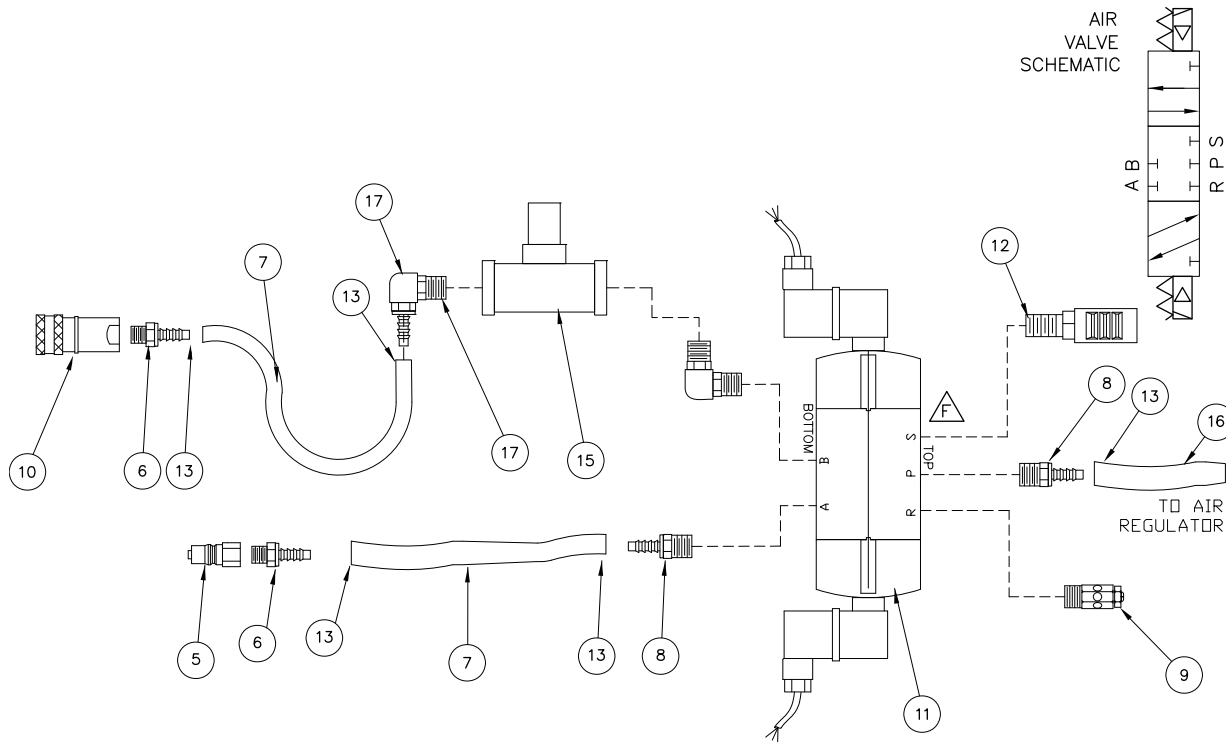 AIR
VALVE
SCHEMATIC
A B
R P S
17
12
7
13
F
8
13
16
BOTTOM
S
TOP
B
P
A
R
10
6
13
17
15
TO AIR
REGULATOR
13
5
6
7
13
8
11
9